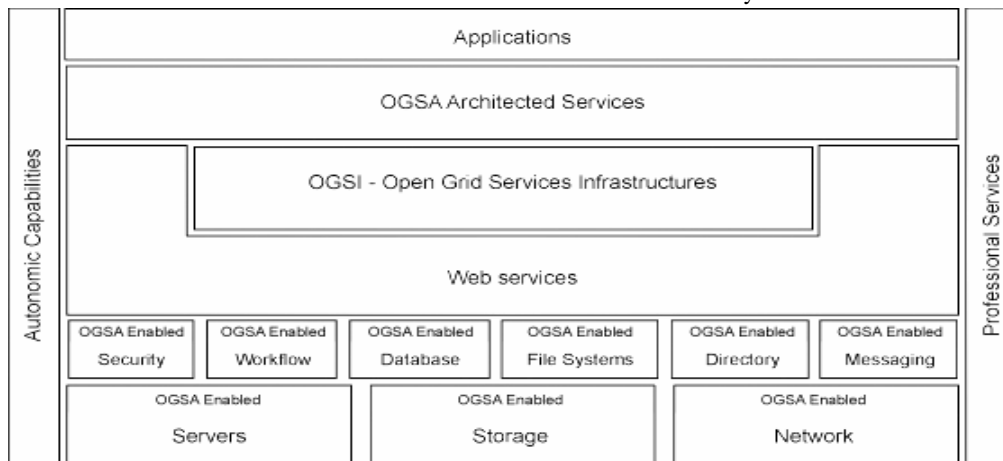 Applications
OGSA Architected Services
OGSI - Open Grid Services Infrastructures
Web services
OGSA Enabled
Security
OGSA Enabled
Workflow
OGSA Enabled
Database
OGSA Enabled
File Systems
OGSA Enabled
Directory
OGSA Enabled
Messaging
OGSA Enabled
Servers
OGSA Enabled
Storage
OGSA Enabled
Network
Autonomic Capabilities
Professional Services